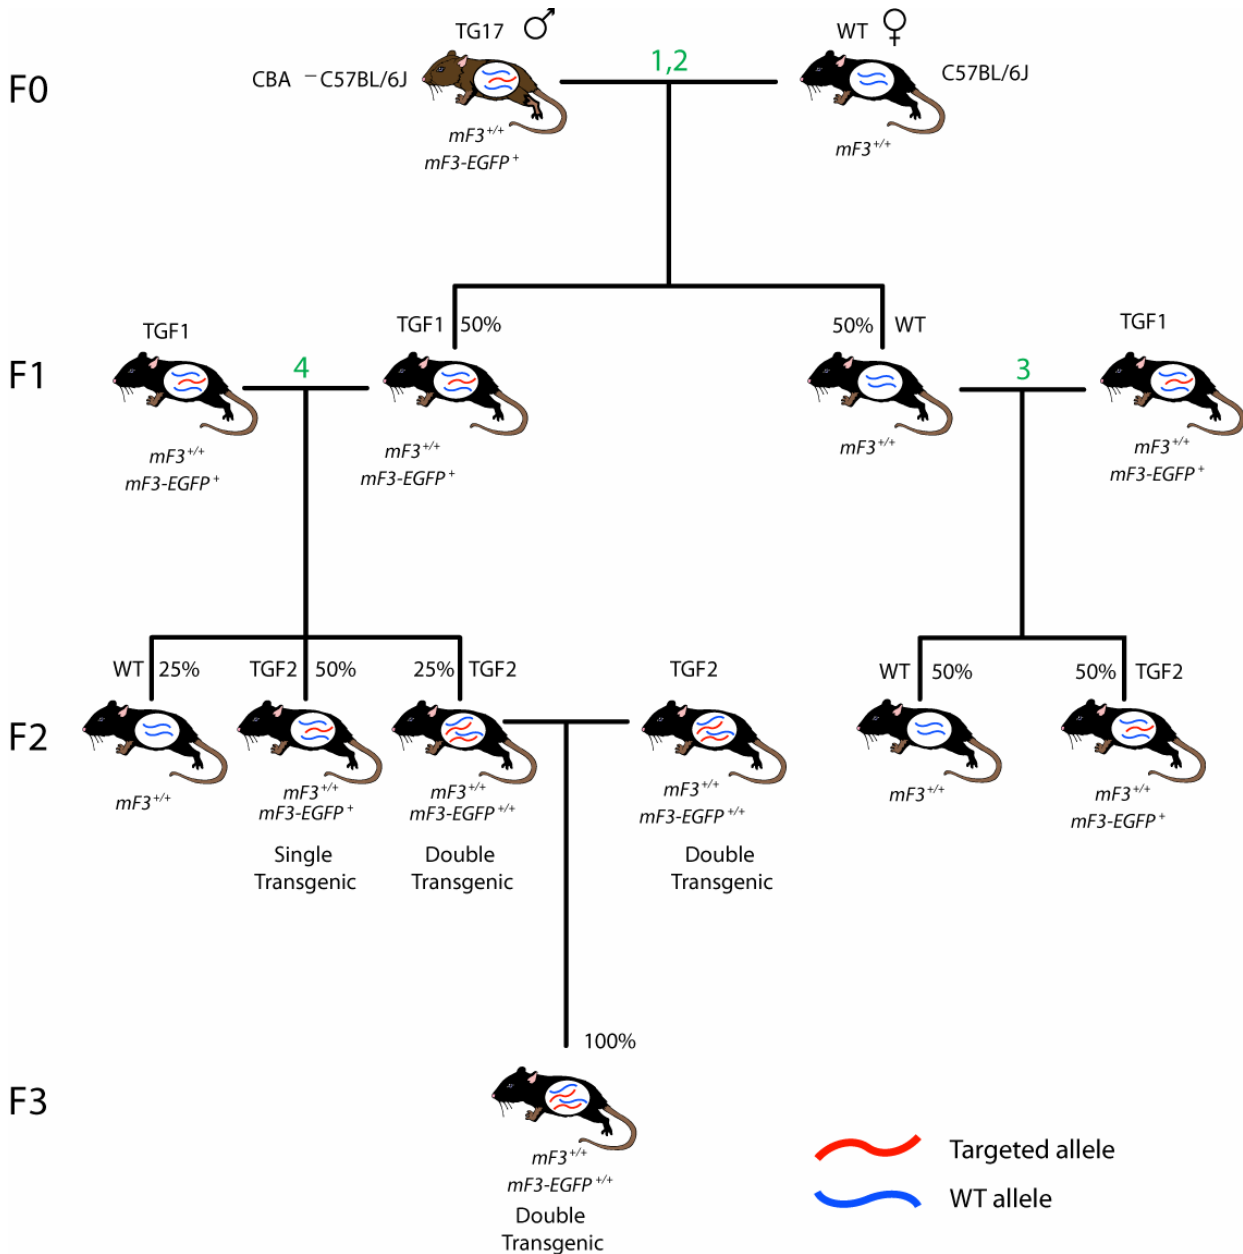 TG17 ♂
WT ♀
F0
CBA – C57BL/6J
1,2
C57BL/6J
mF3+/+
mF3-EGFP+
mF3+/+
F1
TGF1
4
TGF1 50%
50% WT
3
TGF1
mF3+/+
mF3-EGFP+
mF3+/+
mF3-EGFP+
mF3+/+
mF3+/+
mF3-EGFP+
F2
WT 25%
TGF2 50%
25% TGF2
TGF2
WT 50%
50% TGF2
mF3+/+
mF3+/+
mF3-EGFP+
Single
Transgenic
mF3+/+
mF3-EGFP+/+
Double
Transgenic
mF3+/+
mF3-EGFP+/+
Double
Transgenic
mF3+/+
mF3+/+
mF3-EGFP+
F3
100%
mF3+/+
mF3-EGFP+/+
Double
Transgenic
Targeted allele
WT allele